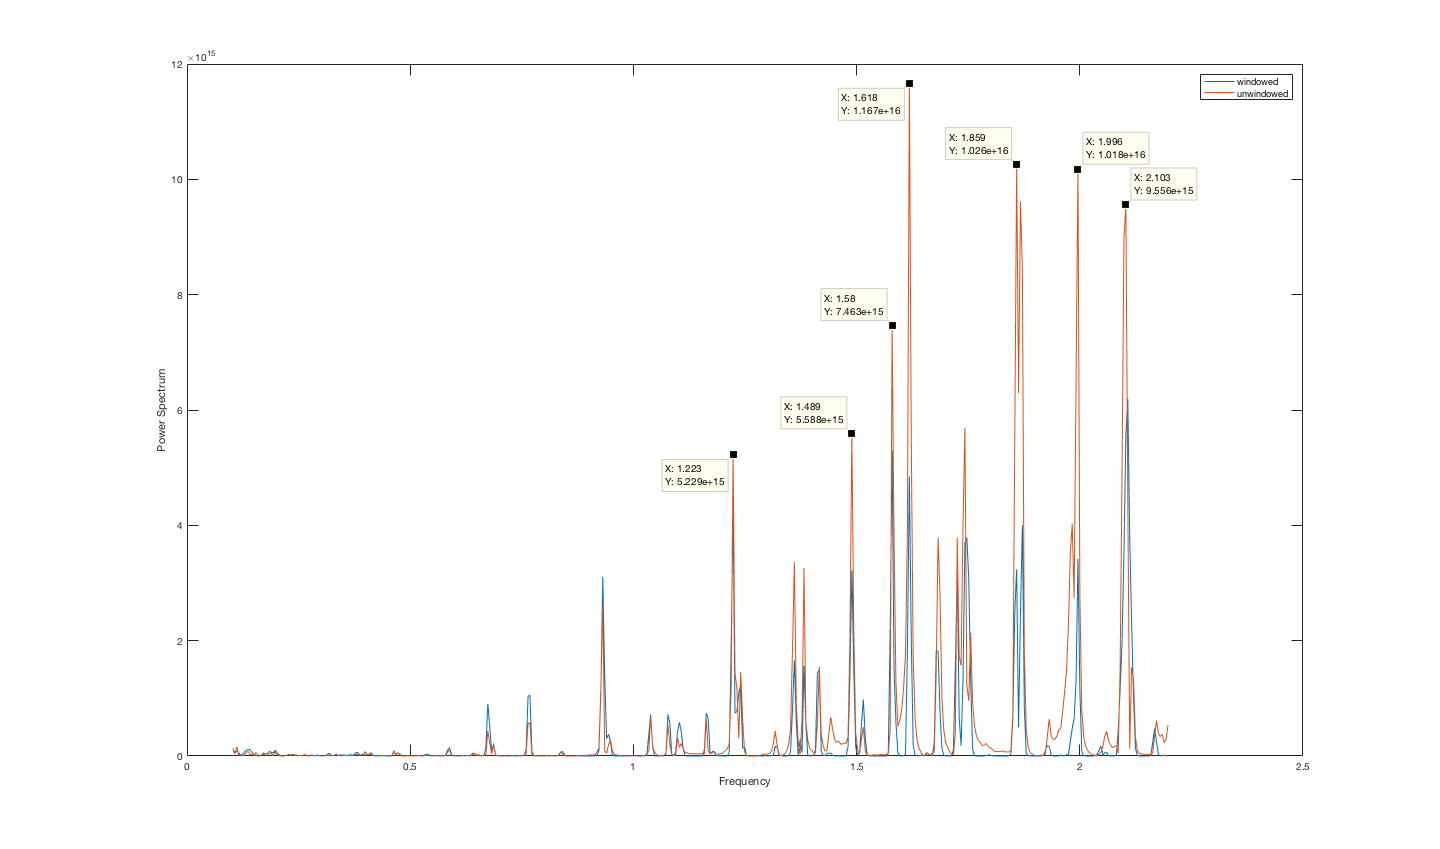 ×10^15
12
10
8
6
4
2
0
Power Spectrum
0
0.5
1
1.5
2
2.5
Frequency
windowed
unwindowed
X: 1.223
Y: 5.229e+15
X: 1.489
Y: 5.588e+15
X: 1.58
Y: 7.463e+15
X: 1.618
Y: 1.167e+16
X: 1.859
Y: 1.026e+16
X: 1.996
Y: 1.018e+16
X: 2.103
Y: 9.556e+15